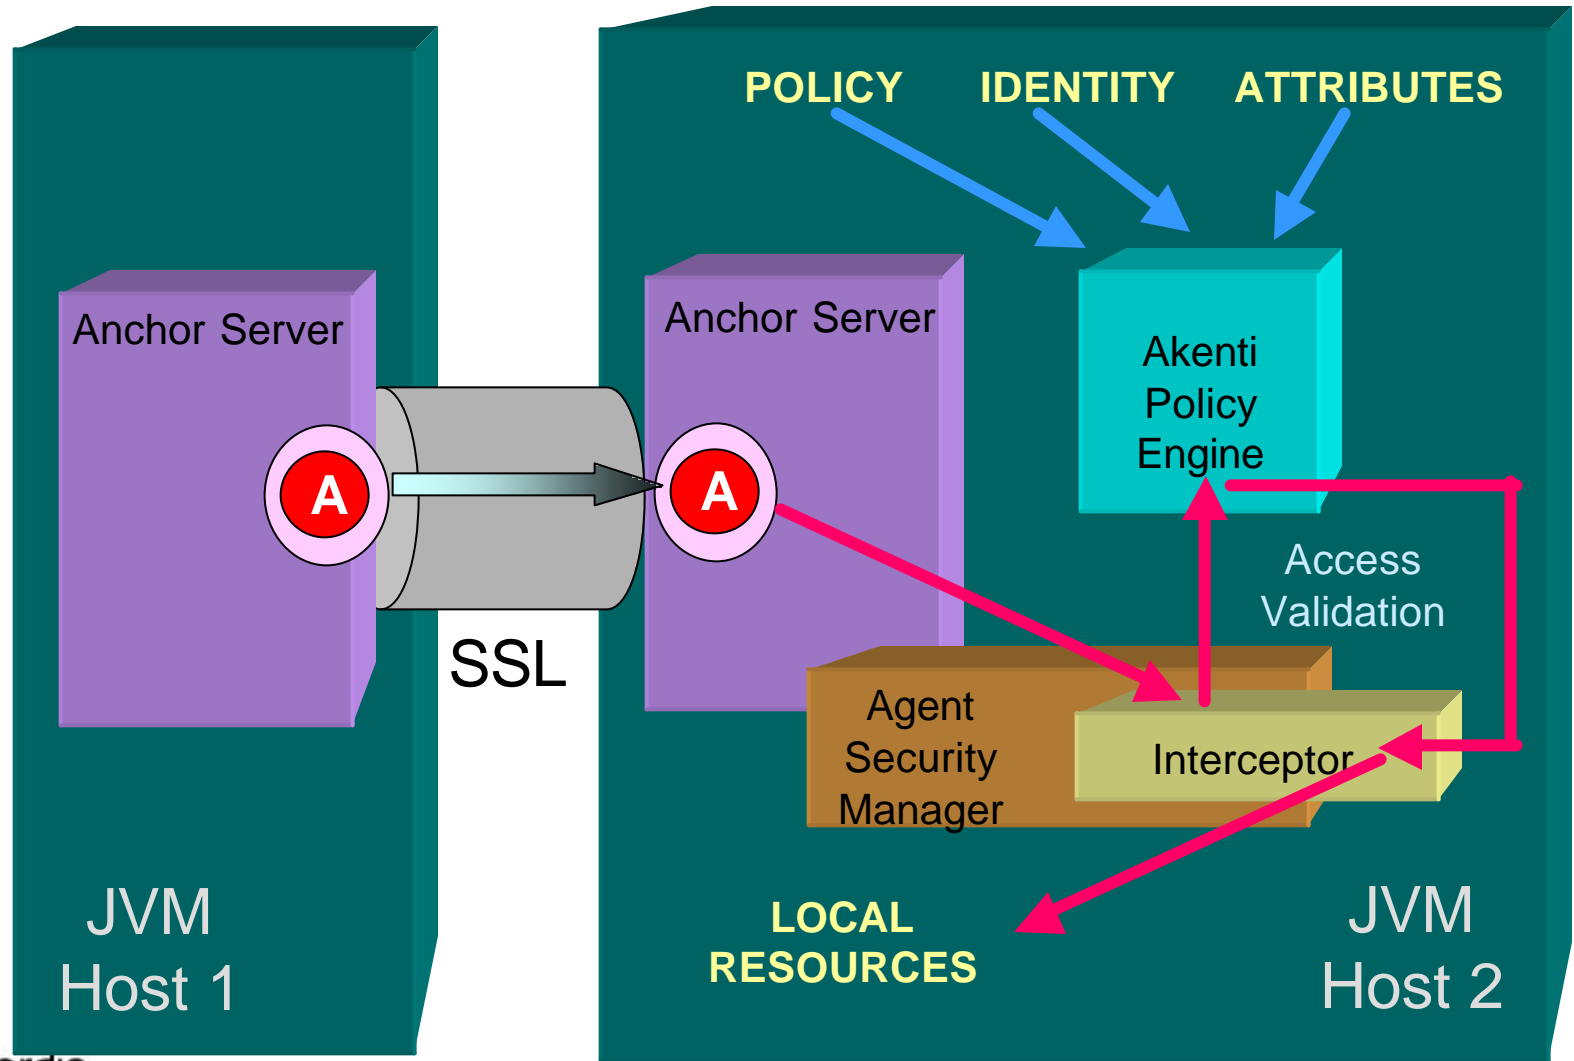 POLICY IDENTITY ATTRIBUTES
Anchor Server
Anchor Server
Akenti
Policy
Engine
A
A
Access
Validation
SSL
Agent
Security
Manager
Interceptor
LOCAL
RESOURCES
JVM
Host 1
JVM
Host 2